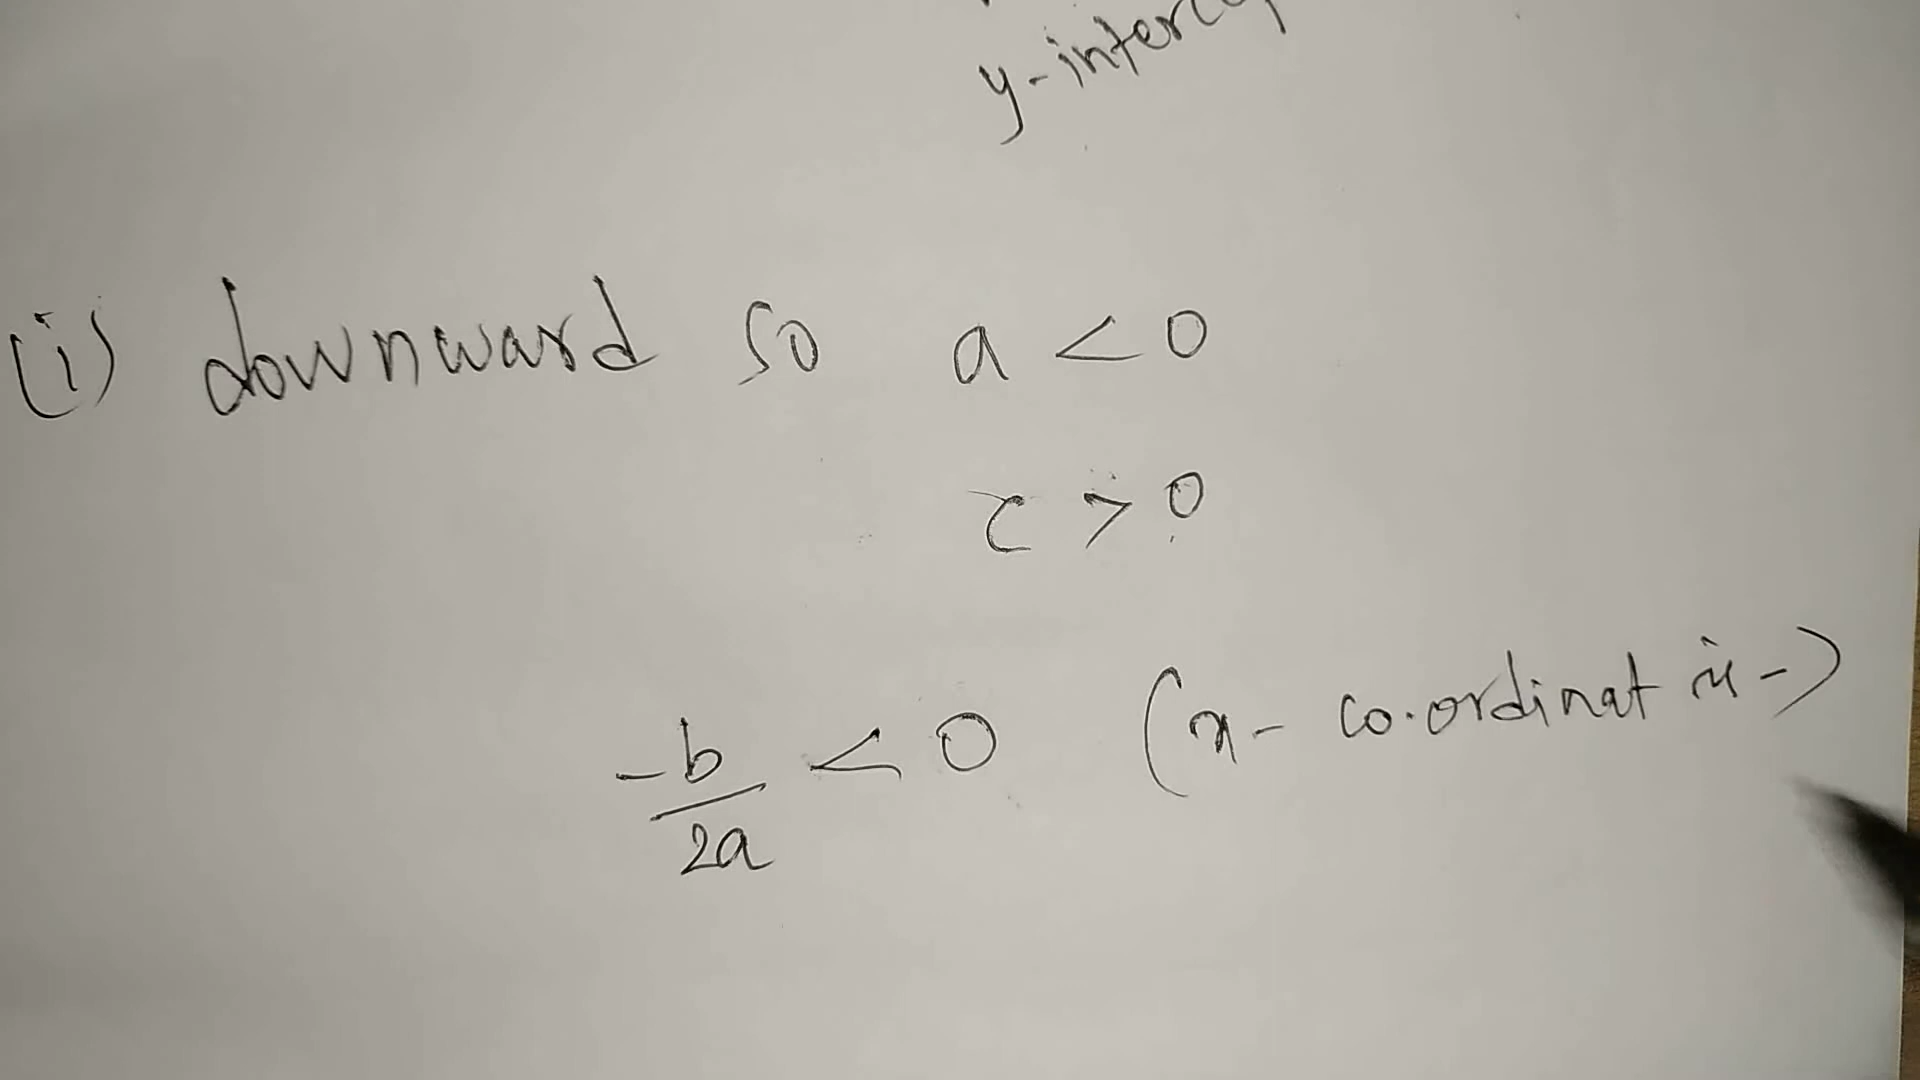 y-interc
(i) downward so a < 0
c > 0
-b/2a < 0 (x- co.ordinat is -)